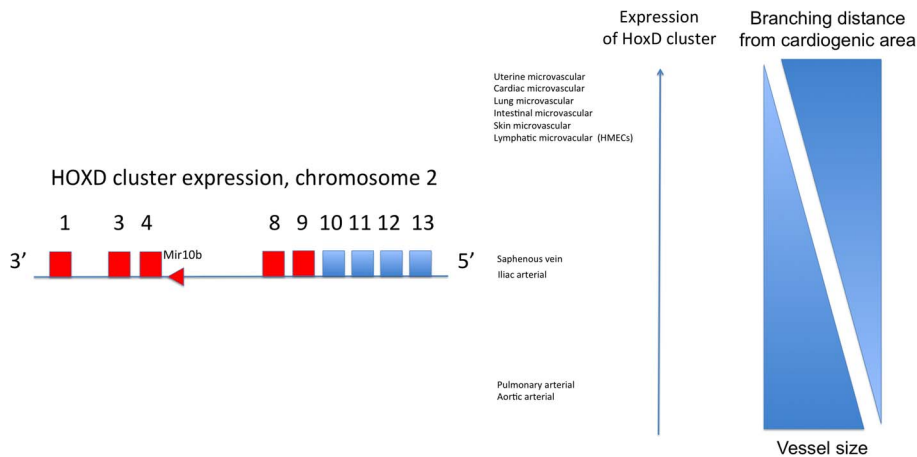 Expression
of HoxD cluster
Branching distance
from cardiogenic area
Uterine microvascular
Cardiac microvascular
Lung microvascular
Intestinal microvascular
Skin microvascular
Lymphatic microvacular (HMECs)
HOXD cluster expression, chromosome 2
1 3 4 8 9 10 11 12 13
Mir10b
3’ 5’
Saphenous vein
Iliac arterial
Pulmonary arterial
Aortic arterial
Vessel size